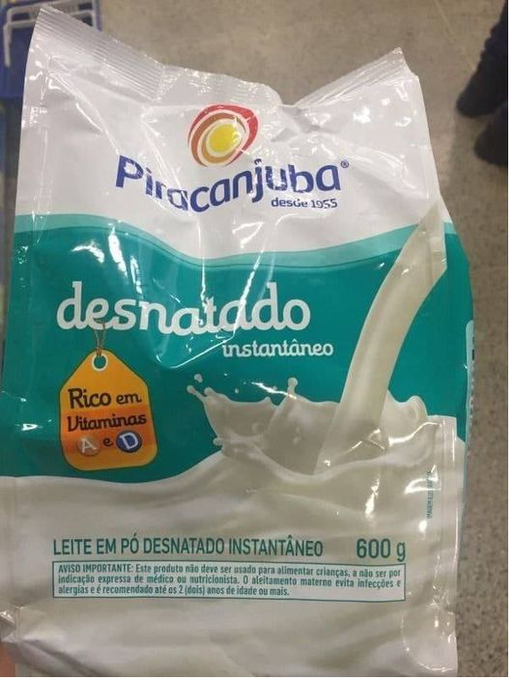 Piracanjuba®
desde 1955
desnatado
instantâneo
Rico em
Vitaminas
A e D
LEITE EM PÓ DESNATADO INSTANTÂNEO 600 g
AVISO IMPORTANTE: Este produto não deve ser usado para alimentar crianças, a não ser por
indicação expressa de médico ou nutricionista. O aleitamento materno evita infecções e
alergias e é recomendado até os 2 (dois) anos de idade ou mais.